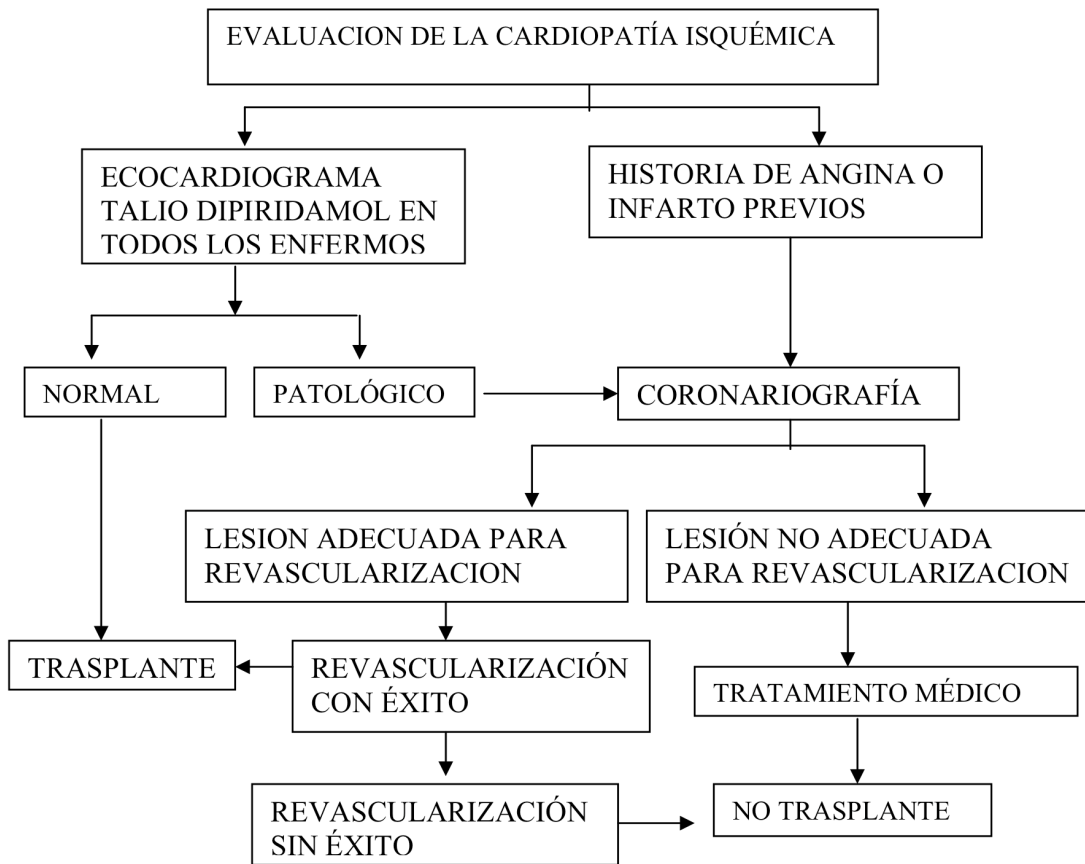 EVALUACION DE LA CARDIOPATÍA ISQUÉMICA
ECOCARDIOGRAMA
TALIO DIPIRIDAMOL EN
TODOS LOS ENFERMOS
HISTORIA DE ANGINA O
INFARTO PREVIOS
NORMAL
PATOLÓGICO
CORONARIOGRAFÍA
LESION ADECUADA PARA
REVASCULARIZACION
LESIÓN NO ADECUADA
PARA REVASCULARIZACION
TRASPLANTE
REVASCULARIZACIÓN
CON ÉXITO
TRATAMIENTO MÉDICO
REVASCULARIZACIÓN
SIN ÉXITO
NO TRASPLANTE